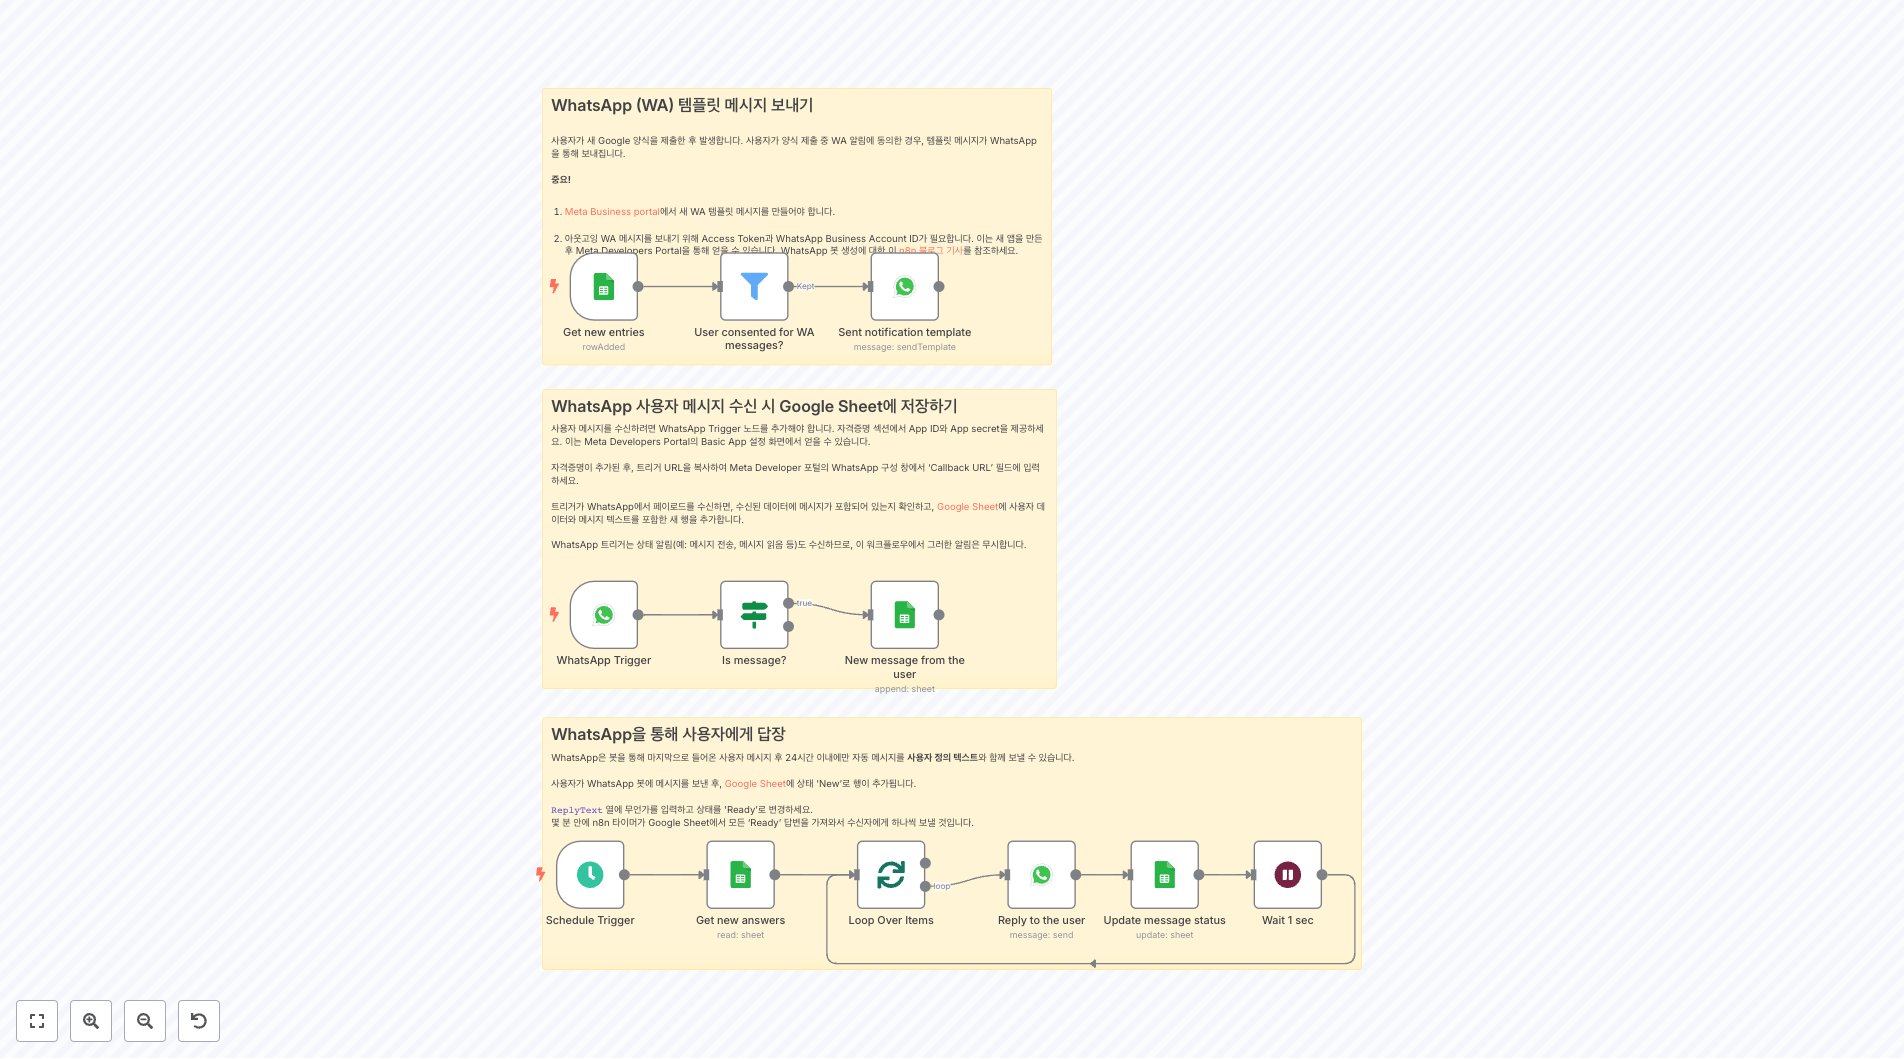 WhatsApp (WA) 템플릿 메시지 보내기
사용자가 새 Google 양식을 제출한 후 발생합니다. 사용자가 양식 제출 중 WA 알림에 동의한 경우, 템플릿 메시지가 WhatsApp
을 통해 보내집니다.
중요!
1. Meta Business portal에서 새 WA 템플릿 메시지를 만들어야 합니다.
2. 아웃고잉 WA 메시지를 보내기 위해 Access Token과 WhatsApp Business Account ID가 필요합니다. 이는 새 앱을 만든
후 Meta Developers Portal을 통해 얻을 수 있습니다. WhatsApp 봇 생성에 대한 이 n8n 블로그 기사를 참조하세요.
Kept
Get new entries
rowAdded
User consented for WA
messages?
Sent notification template
message: sendTemplate
WhatsApp 사용자 메시지 수신 시 Google Sheet에 저장하기
사용자 메시지를 수신하려면 WhatsApp Trigger 노드를 추가해야 합니다. 자격증명 섹션에서 App ID와 App secret을 제공하세
요. 이는 Meta Developers Portal의 Basic App 설정 화면에서 얻을 수 있습니다.
자격증명이 추가된 후, 트리거 URL을 복사하여 Meta Developer 포털의 WhatsApp 구성 창에서 ‘Callback URL’ 필드에 입력
하세요.
트리거가 WhatsApp에서 페이로드를 수신하면, 수신된 데이터에 메시지가 포함되어 있는지 확인하고, Google Sheet에 사용자 데
이터와 메시지 텍스트를 포함한 새 행을 추가합니다.
WhatsApp 트리거는 상태 알림(예: 메시지 전송, 메시지 읽음 등)도 수신하므로, 이 워크플로우에서 그러한 알림은 무시합니다.
true
WhatsApp Trigger
Is message?
New message from the
user
append: sheet
WhatsApp을 통해 사용자에게 답장
WhatsApp은 봇을 통해 마지막으로 들어온 사용자 메시지 후 24시간 이내에만 자동 메시지를 사용자 정의 텍스트와 함께 보낼 수 있습니다.
사용자가 WhatsApp 봇에 메시지를 보낸 후, Google Sheet에 상태 'New'로 행이 추가됩니다.
ReplyText 열에 무언가를 입력하고 상태를 'Ready'로 변경하세요.
몇 분 안에 n8n 타이머가 Google Sheet에서 모든 ‘Ready’ 답변을 가져와서 수신자에게 하나씩 보낼 것입니다.
loop
Schedule Trigger
Get new answers
read: sheet
Loop Over Items
Reply to the user
message: send
Update message status
update: sheet
Wait 1 sec